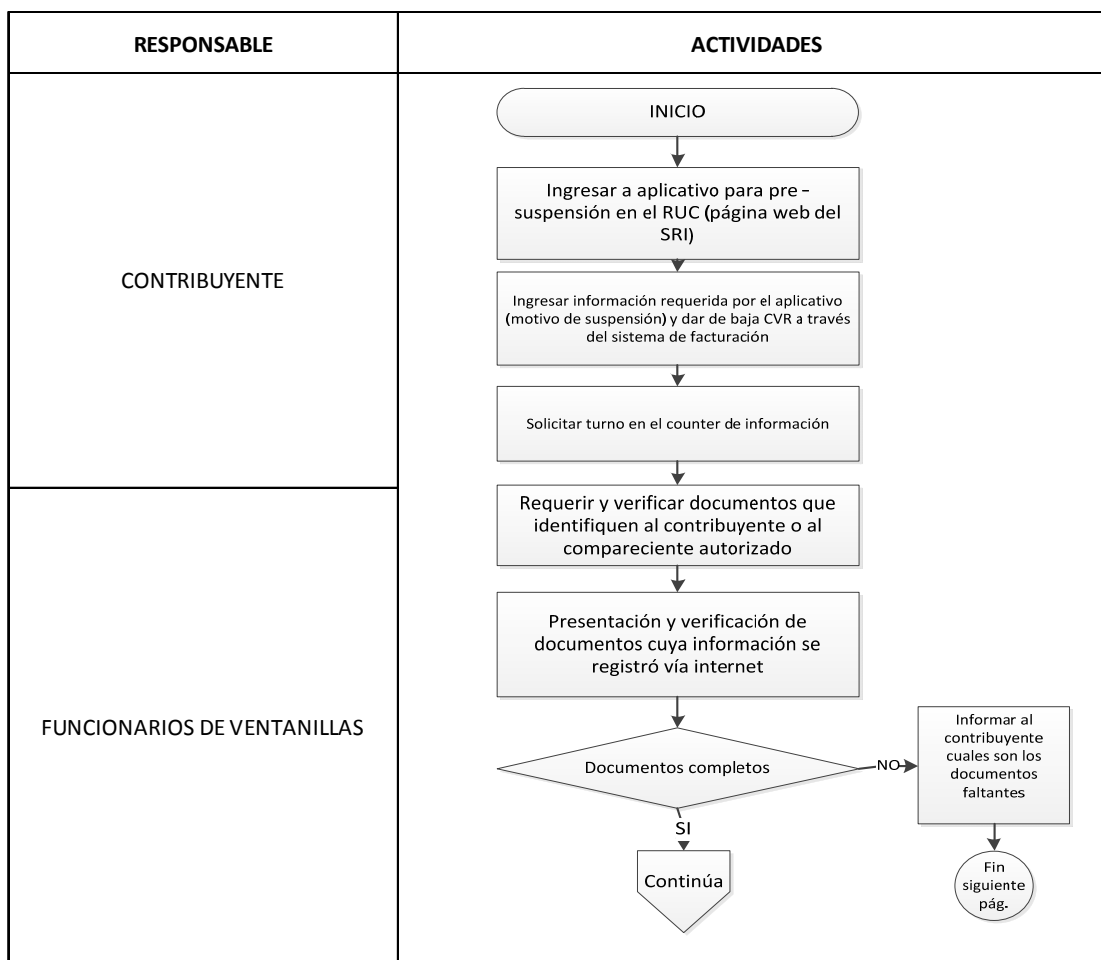 RESPONSABLE
ACTIVIDADES
INICIO
Ingresar a aplicativo para pre –
suspensión en el RUC (página web del
SRI)
CONTRIBUYENTE
Ingresar información requerida por el aplicativo
(motivo de suspensión) y dar de baja CVR a través
del sistema de facturación
Solicitar turno en el counter de información
Requerir y verificar documentos que
identifiquen al contribuyente o al
compareciente autorizado
Presentación y verificación de
documentos cuya información se
registró vía internet
FUNCIONARIOS DE VENTANILLAS
Documentos completos
NO
Informar al
contribuyente
cuales son los
documentos
faltantes
SI
Continúa
Fin
siguiente
pág.